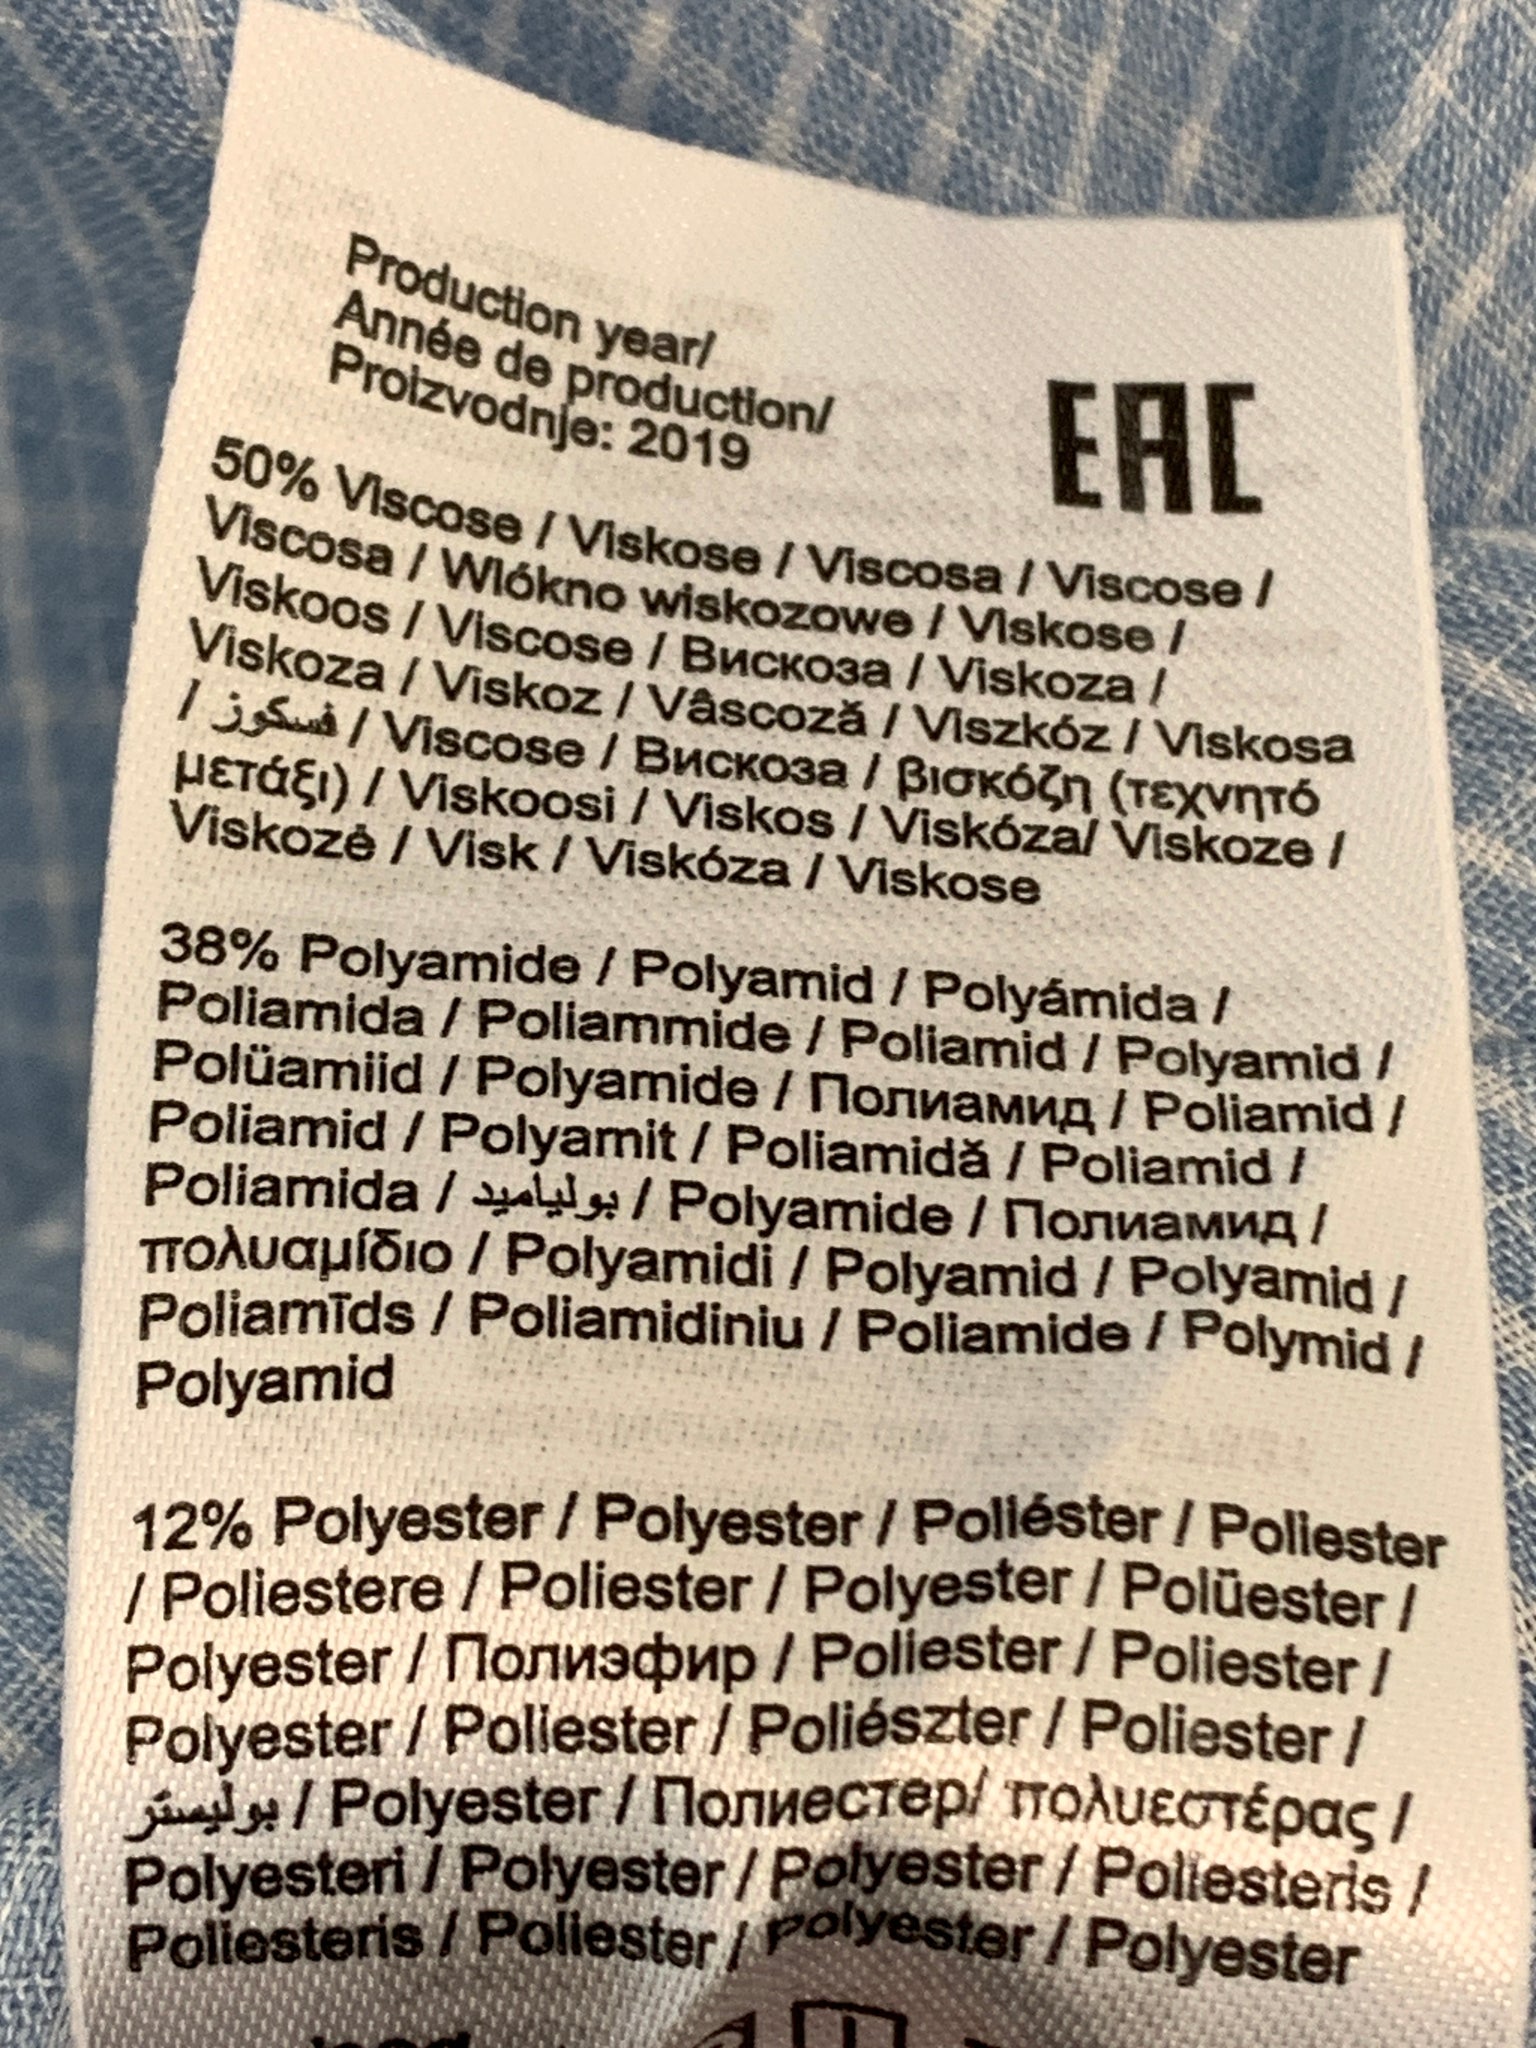 Production year/
Année de production/
Proizvodnje: 2019
EAC
50% Viscose / Viskose / Viscosa / Viscose /
Viscosa / Wlókno wiskozowe / Viskose /
Viskoos / Viscose / Вискоза / Viskoza /
Viskoza / Viskoz / Vâscoză / Viszkóz / Viskosa
/ فسكوز / Viscose / Вискоза / βισκόζη (τεχνητό
μετάξι) / Viskoosi / Viskos / Viskóza/ Viskoze /
Viskozė / Visk / Viskóza / Viskose
38% Polyamide / Polyamid / Polyámida /
Poliamida / Poliammide / Poliamid / Polyamid /
Polüamiid / Polyamide / Полиамид / Poliamid /
Poliamid / Polyamit / Poliamidă / Poliamid /
Poliamida / بولياميد / Polyamide / Полиамид /
πολυαμίδιο / Polyamidi / Polyamid / Polyamid /
Poliamīds / Poliamidiniu / Poliamide / Polymid /
Polyamid
12% Polyester / Polyester / Poliéster / Poliester
/ Poliestere / Poliester / Polyester / Polüester /
Polyester / Полиэфир / Poliester / Poliester /
Polyester / Poliester / Poliészter / Poliester /
بوليستر / Polyester / Полиестер/ πολυεστέρας /
Polyesteri / Polyester / Polyester / Poliesteris /
Poliesteris / Poliester / Polyester / Polyester